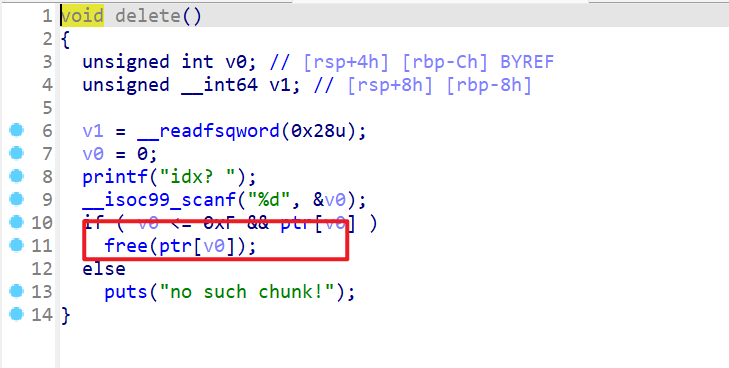 1 void delete()
2 {
3 unsigned int v0; // [rsp+4h] [rbp-Ch] BYREF
4 unsigned __int64 v1; // [rsp+8h] [rbp-8h]
5
6 v1 = __readfsqword(0x28u);
7 v0 = 0;
8 printf("idx? ");
9 __isoc99_scanf("%d", &v0);
10 if ( v0 <= 0xF && ptr[v0] )
11 free(ptr[v0]);
12 else
13 puts("no such chunk!");
14 }